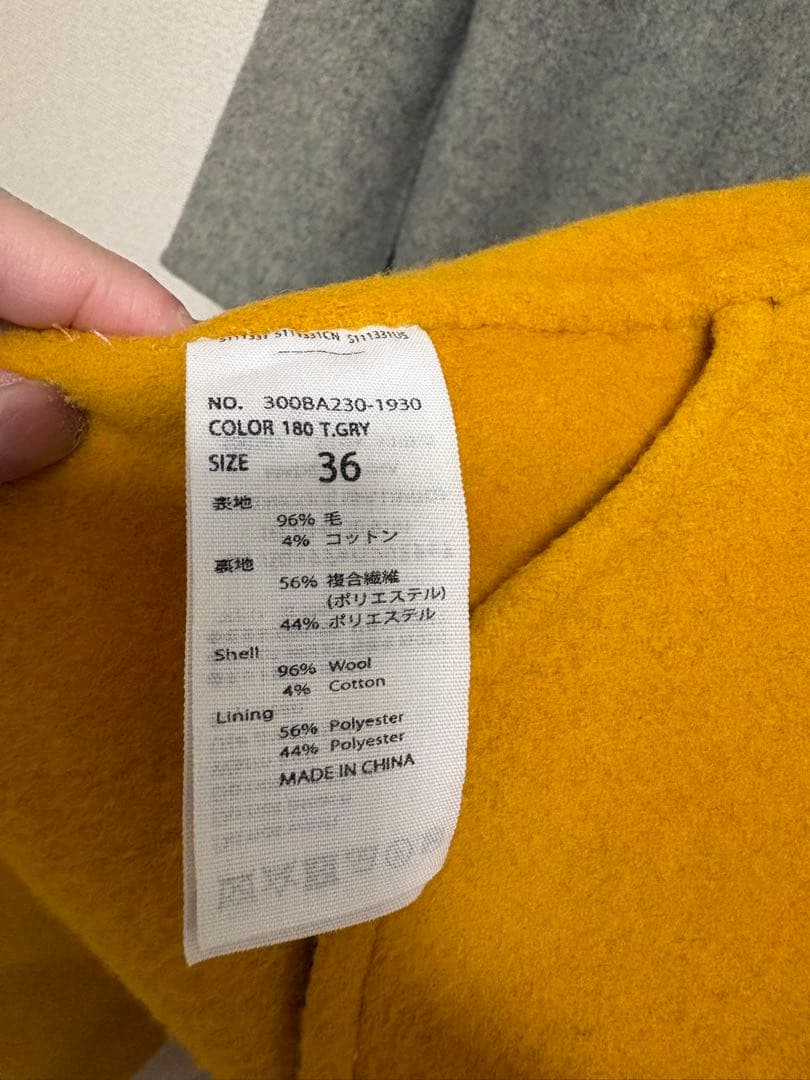 5111331CN 5111331US
NO. 300BA230-1930
COLOR 180 T.GRY
SIZE 36
表地
96% 毛
4% コットン
裏地
56% 複合繊維
(ポリエステル)
44% ポリエステル
Shell
96% Wool
4% Cotton
Lining
56% Polyester
44% Polyester
MADE IN CHINA